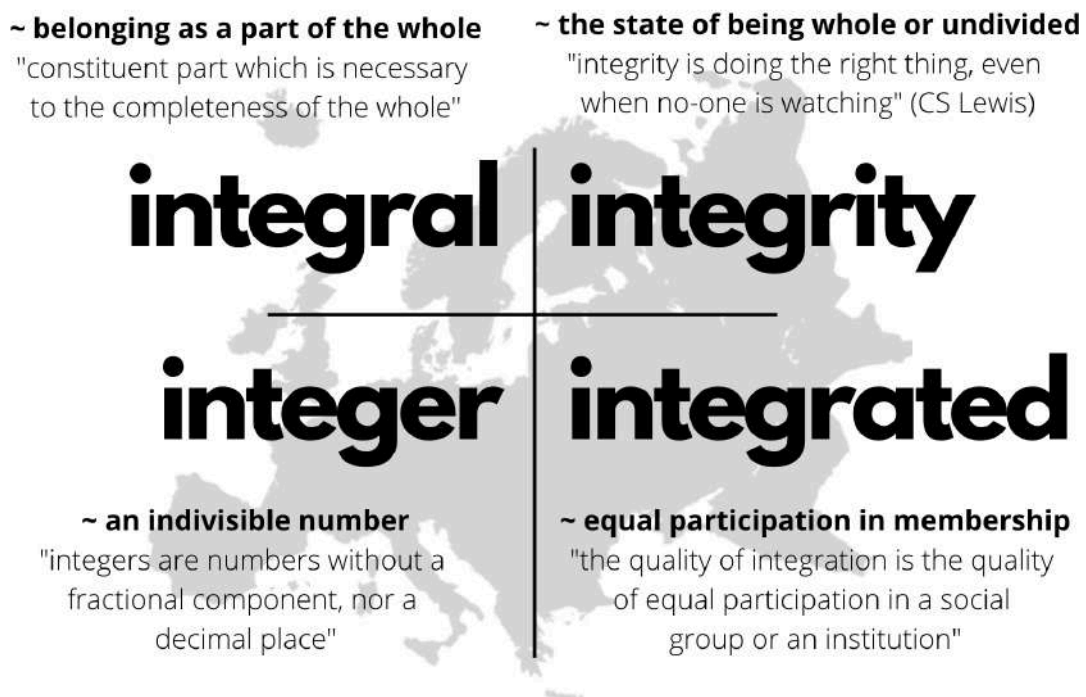 ~ belonging as a part of the whole
"constituent part which is necessary
to the completeness of the whole"
integral
~ the state of being whole or undivided
"integrity is doing the right thing, even
when no-one is watching" (CS Lewis)
integrity
integer
~ an indivisible number
"integers are numbers without a
fractional component, nor a
decimal place"
integrated
~ equal participation in membership
"the quality of integration is the quality
of equal participation in a social
group or an institution"